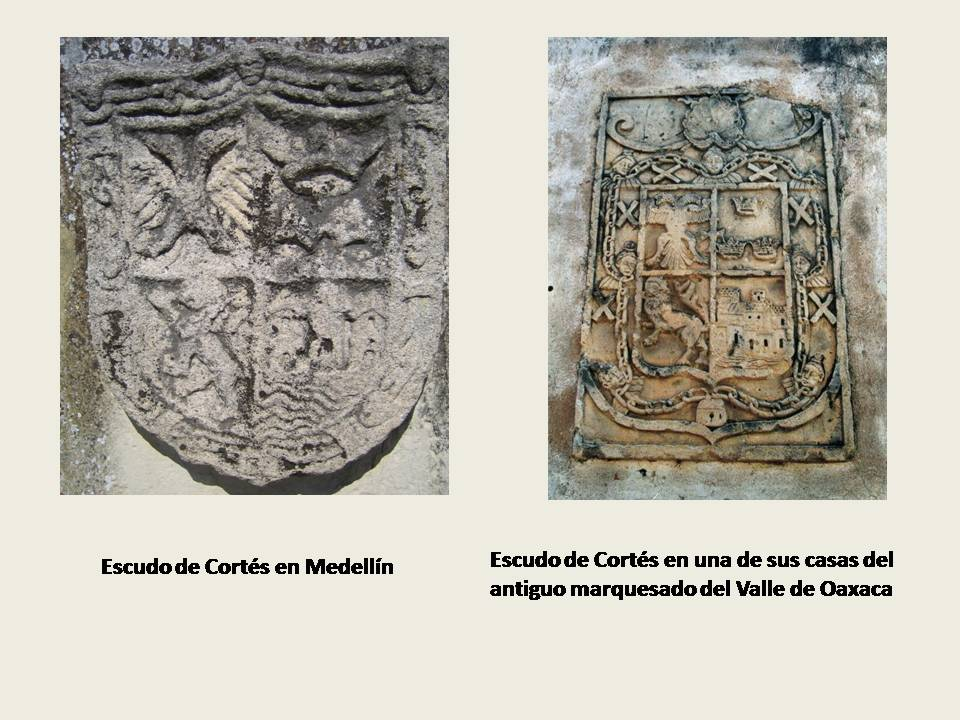 Escudo de Cortés en Medellín
Escudo de Cortés en una de sus casas del
antiguo marquesado del Valle de Oaxaca